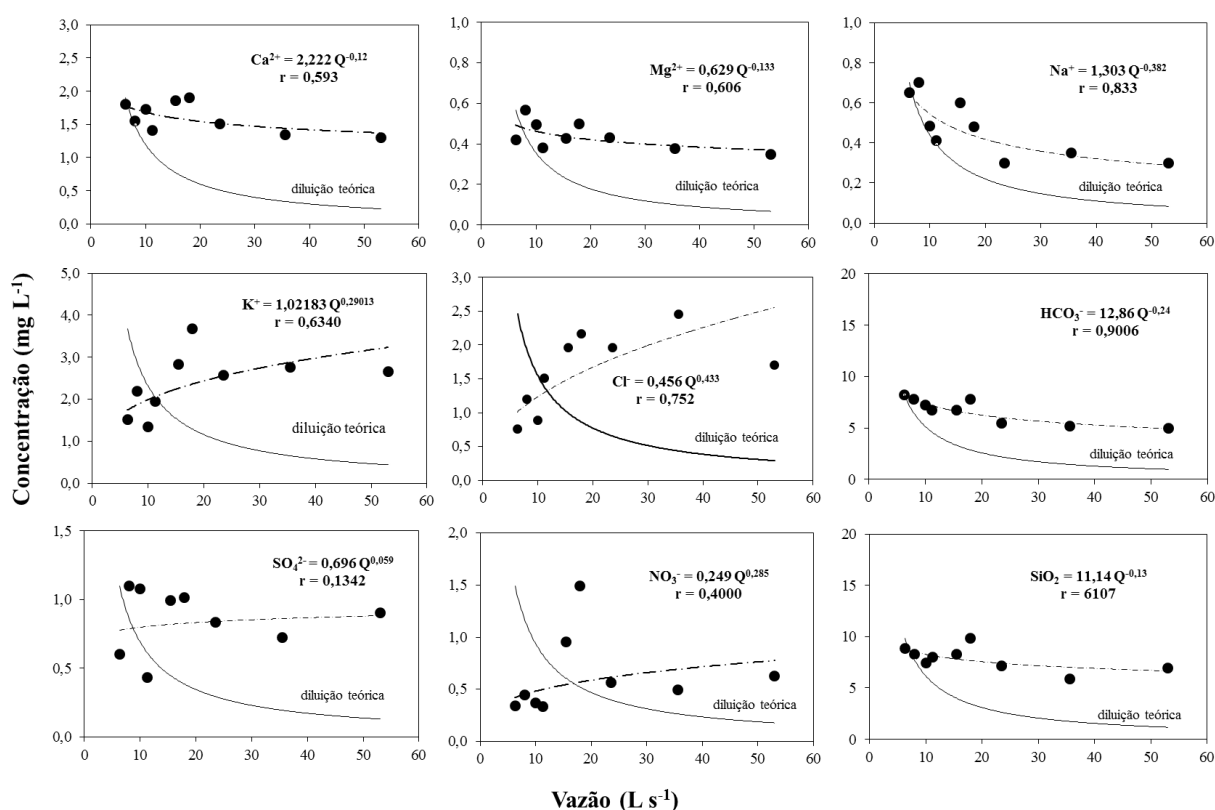 Concentração (mg L⁻¹)
3,0
2,5
2,0
1,5
1,0
0,5
0,0
Ca²⁺ = 2,222 Q⁻⁰,¹²
r = 0,593
diluição teórica
0 10 20 30 40 50 60
1,0
0,8
0,6
0,4
0,2
0,0
Mg²⁺ = 0,629 Q⁻⁰,¹³³
r = 0,606
diluição teórica
0 10 20 30 40 50 60
1,0
0,8
0,6
0,4
0,2
0,0
Na⁺ = 1,303 Q⁻⁰,³⁸²
r = 0,833
diluição teórica
0 10 20 30 40 50 60
5,0
4,0
3,0
2,0
1,0
0,0
K⁺ = 1,02183 Q⁰,²⁹⁰¹³
r = 0,6340
diluição teórica
0 10 20 30 40 50 60
3,0
2,5
2,0
1,5
1,0
0,5
0,0
Cl⁻ = 0,456 Q⁰,⁴³³
r = 0,752
diluição teórica
0 10 20 30 40 50 60
20
15
10
5
0
HCO₃⁻ = 12,86 Q⁻⁰,²⁴
r = 0,9006
diluição teórica
0 10 20 30 40 50 60
1,5
1,0
0,5
0,0
SO₄²⁻ = 0,696 Q⁰,⁰⁵⁹
r = 0,1342
diluição teórica
0 10 20 30 40 50 60
2,0
1,5
1,0
0,5
0,0
NO₃⁻ = 0,249 Q⁰,²⁸⁵
r = 0,4000
diluição teórica
0 10 20 30 40 50 60
20
15
10
5
0
SiO₂ = 11,14 Q⁻⁰,¹³
r = 6107
diluição teórica
0 10 20 30 40 50 60
Vazão (L s⁻¹)